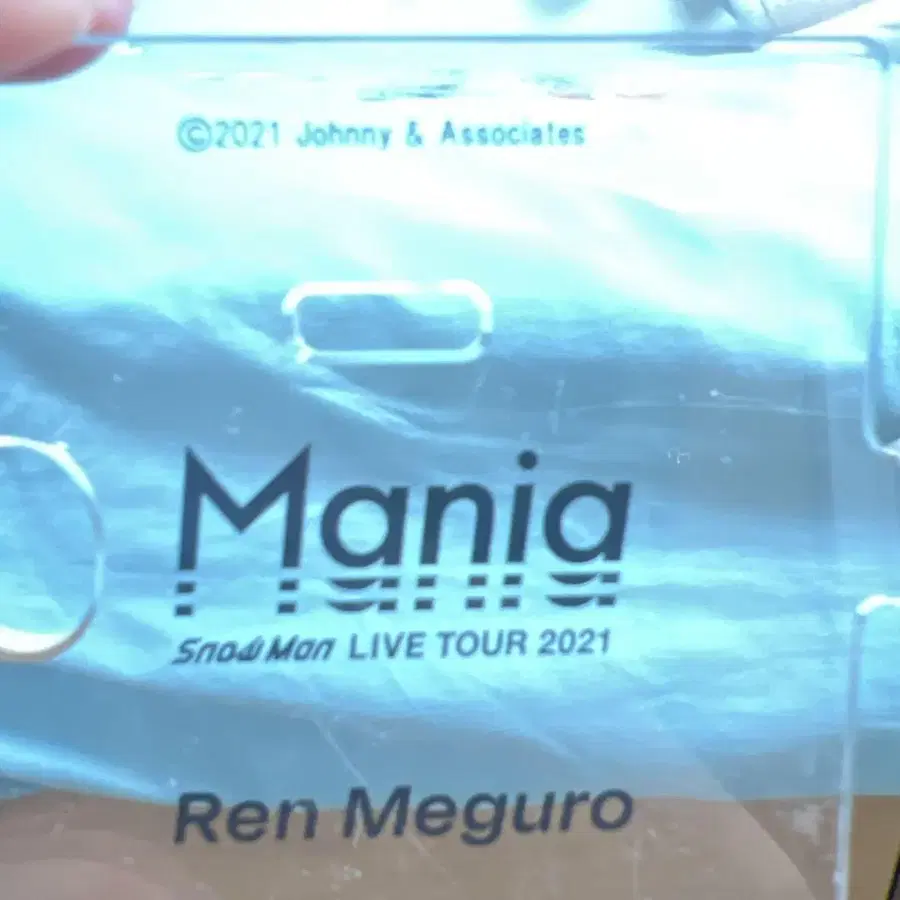 ©2021 Johnny & Associates
Mania
Snow Man LIVE TOUR 2021
Ren Meguro